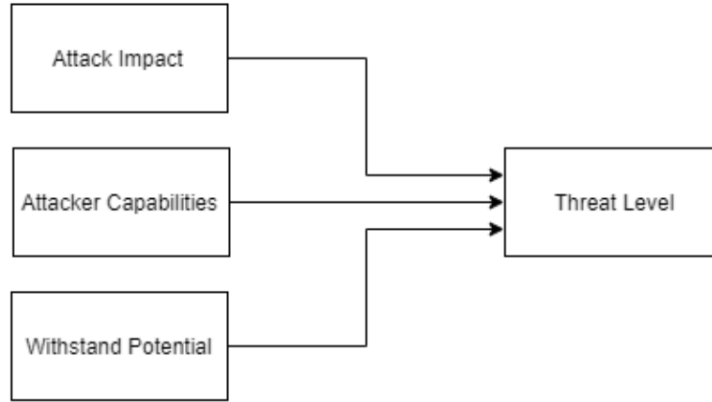 Attack Impact
Attacker Capabilities
Threat Level
Withstand Potential